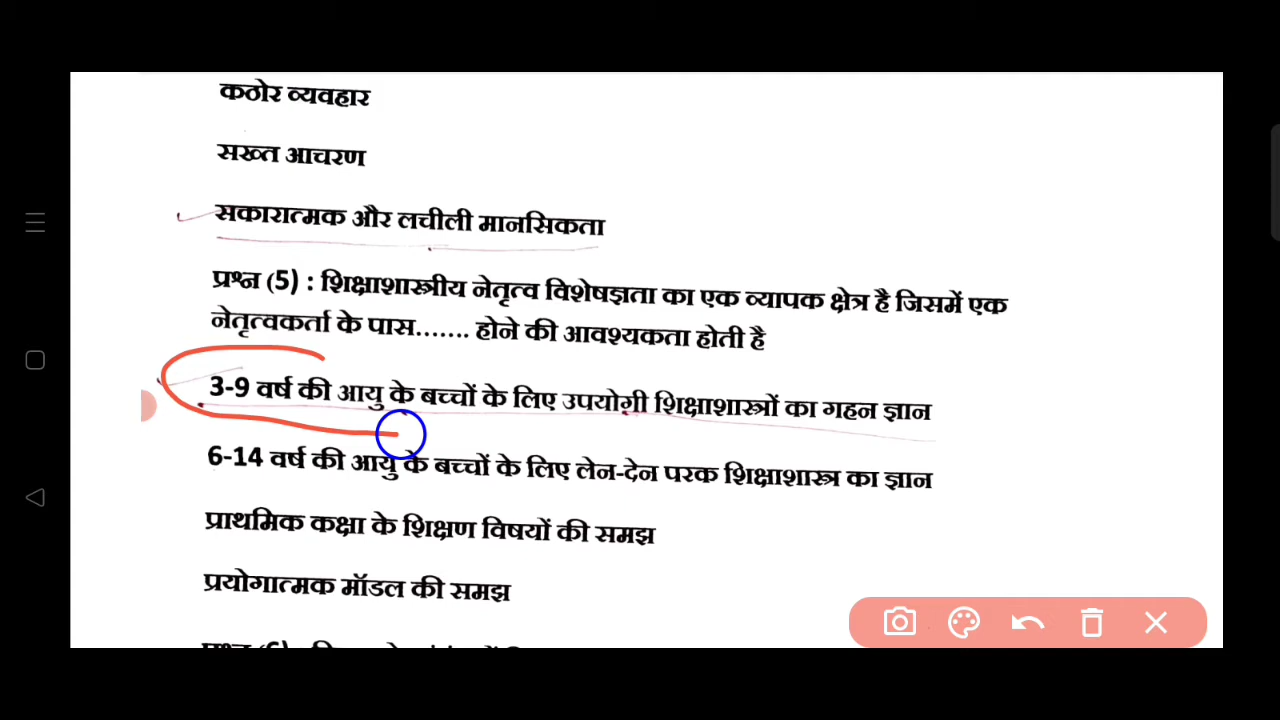 कठोर व्यवहार
सख्त आचरण
सकारात्मक और लचीली मानसिकता
प्रश्न (5) : शिक्षाशास्त्रीय नेतृत्व विशेषज्ञता का एक व्यापक क्षेत्र है जिसमें एक
नेतृत्वकर्ता के पास....... होने की आवश्यकता होती है
3-9 वर्ष की आयु के बच्चों के लिए उपयोगी शिक्षाशास्त्रों का गहन ज्ञान
6-14 वर्ष की आयु के बच्चों के लिए लेन-देन परक शिक्षाशास्त्र का ज्ञान
प्राथमिक कक्षा के शिक्षण विषयों की समझ
प्रयोगात्मक मॉडल की समझ
प्रश्न (6)